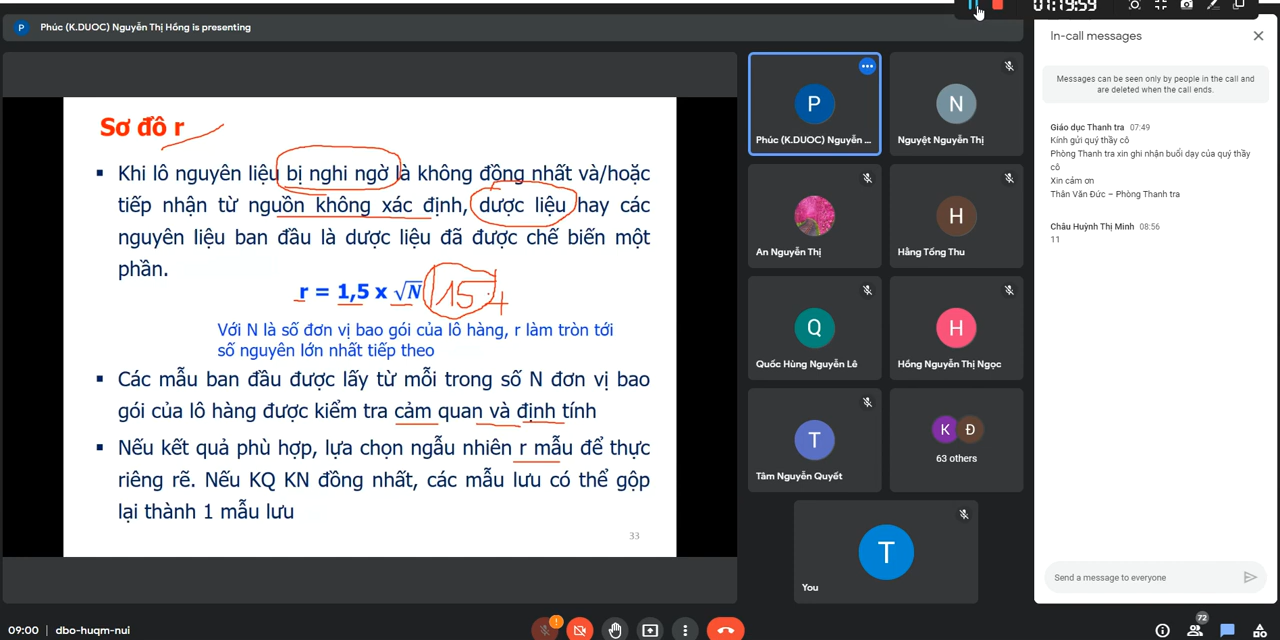 01:19:59
P Phúc (K.DUOC) Nguyễn Thị Hồng is presenting
Sơ đồ r
▪ Khi lô nguyên liệu bị nghi ngờ là không đồng nhất và/hoặc
tiếp nhận từ nguồn không xác định, dược liệu hay các
nguyên liệu ban đầu là dược liệu đã được chế biến một
phần.
r = 1,5 x √N 15
Với N là số đơn vị bao gói của lô hàng, r làm tròn tới
số nguyên lớn nhất tiếp theo
▪ Các mẫu ban đầu được lấy từ mỗi trong số N đơn vị bao
gói của lô hàng được kiểm tra cảm quan và định tính
▪ Nếu kết quả phù hợp, lựa chọn ngẫu nhiên r mẫu để thực
riêng rẽ. Nếu KQ KN đồng nhất, các mẫu lưu có thể gộp
lại thành 1 mẫu lưu
33
P
Phúc (K.DUOC) Nguyễn ...
N
Nguyệt Nguyễn Thị
An Nguyễn Thị
H
Hằng Tống Thu
Q
Quốc Hùng Nguyễn Lê
H
Hồng Nguyễn Thị Ngọc
T
Tâm Nguyễn Quyết
K Đ
63 others
T
You
In-call messages
Messages can be seen only by people in the call and
are deleted when the call ends.
Giáo dục Thanh tra 07:49
Kính gửi quý thầy cô
Phòng Thanh tra xin ghi nhận buổi dạy của quý thầy
cô
Xin cảm ơn
Thân Văn Đức – Phòng Thanh tra
Châu Huỳnh Thị Minh 08:56
11
Send a message to everyone
09:00 | dbo-huqm-nui
!
72